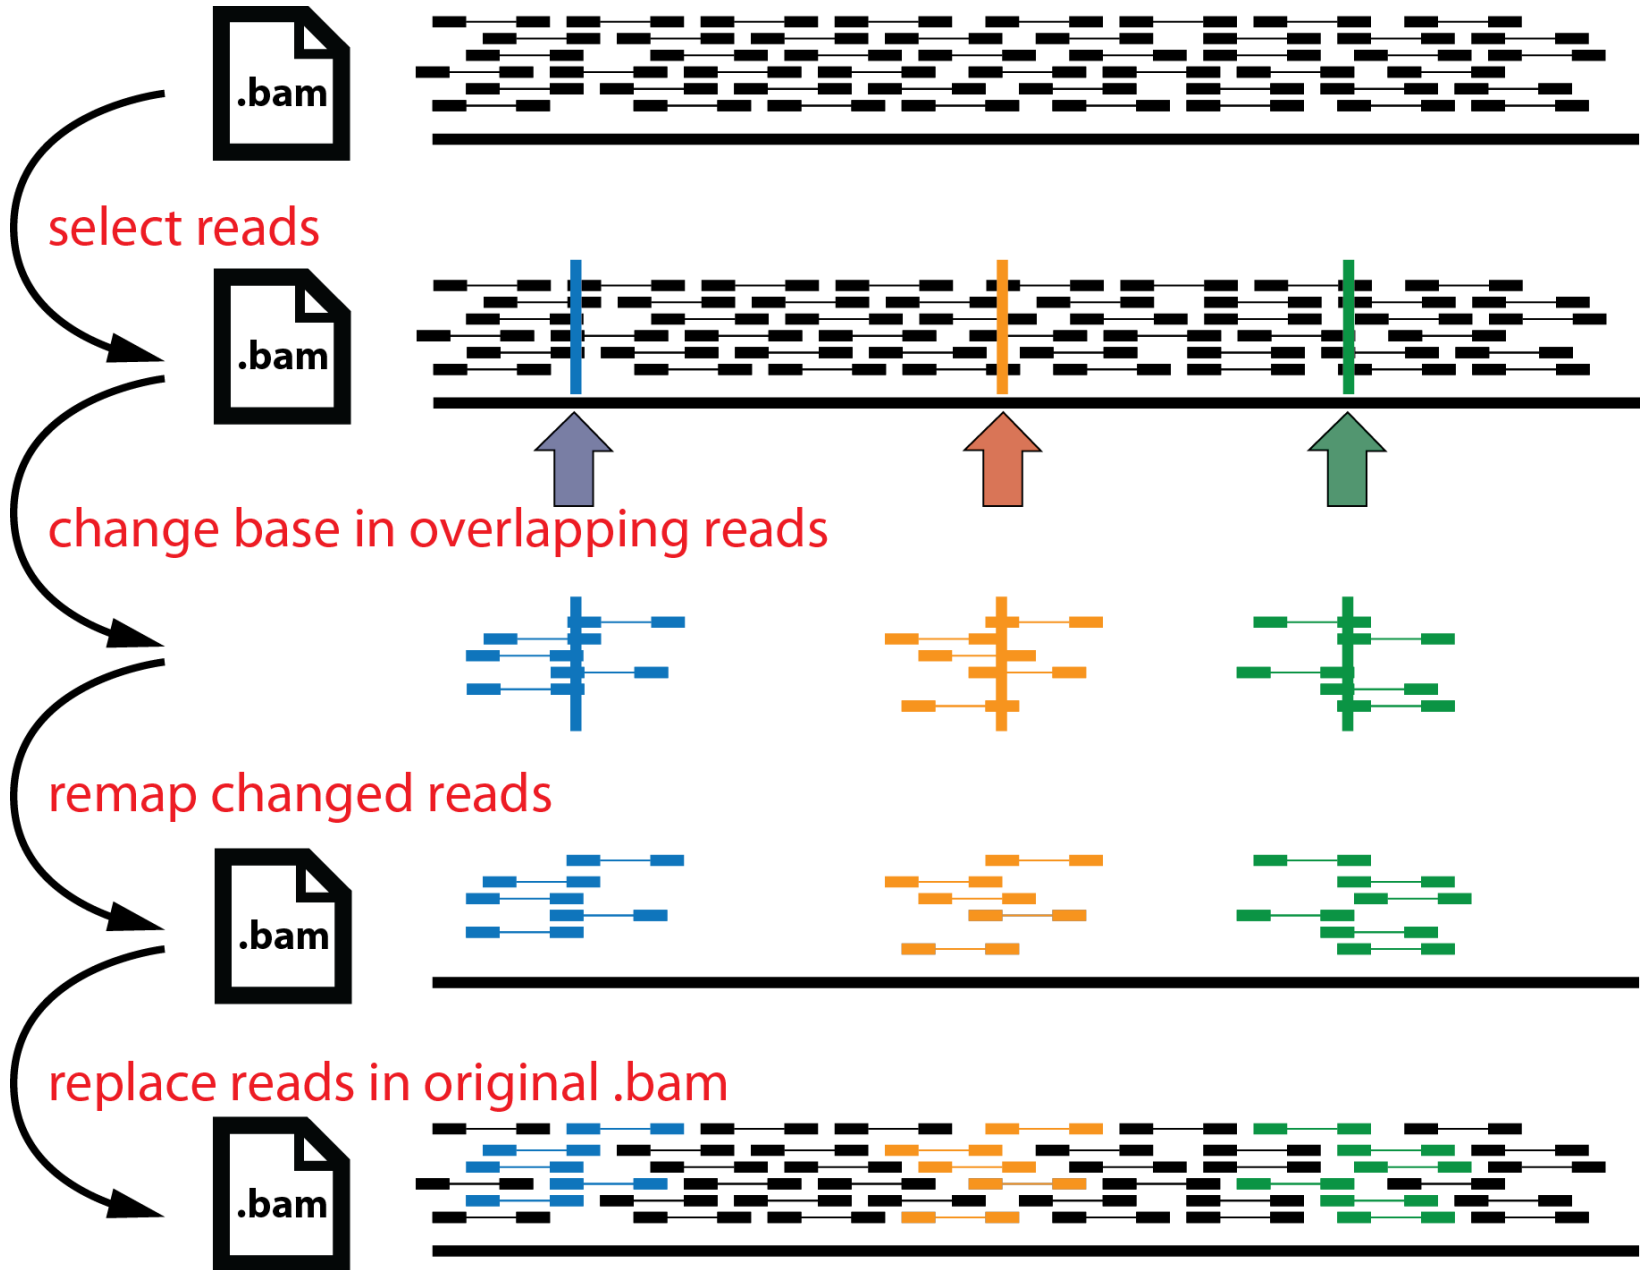 .bam
select reads
.bam
change base in overlapping reads
remap changed reads
.bam
replace reads in original .bam
.bam